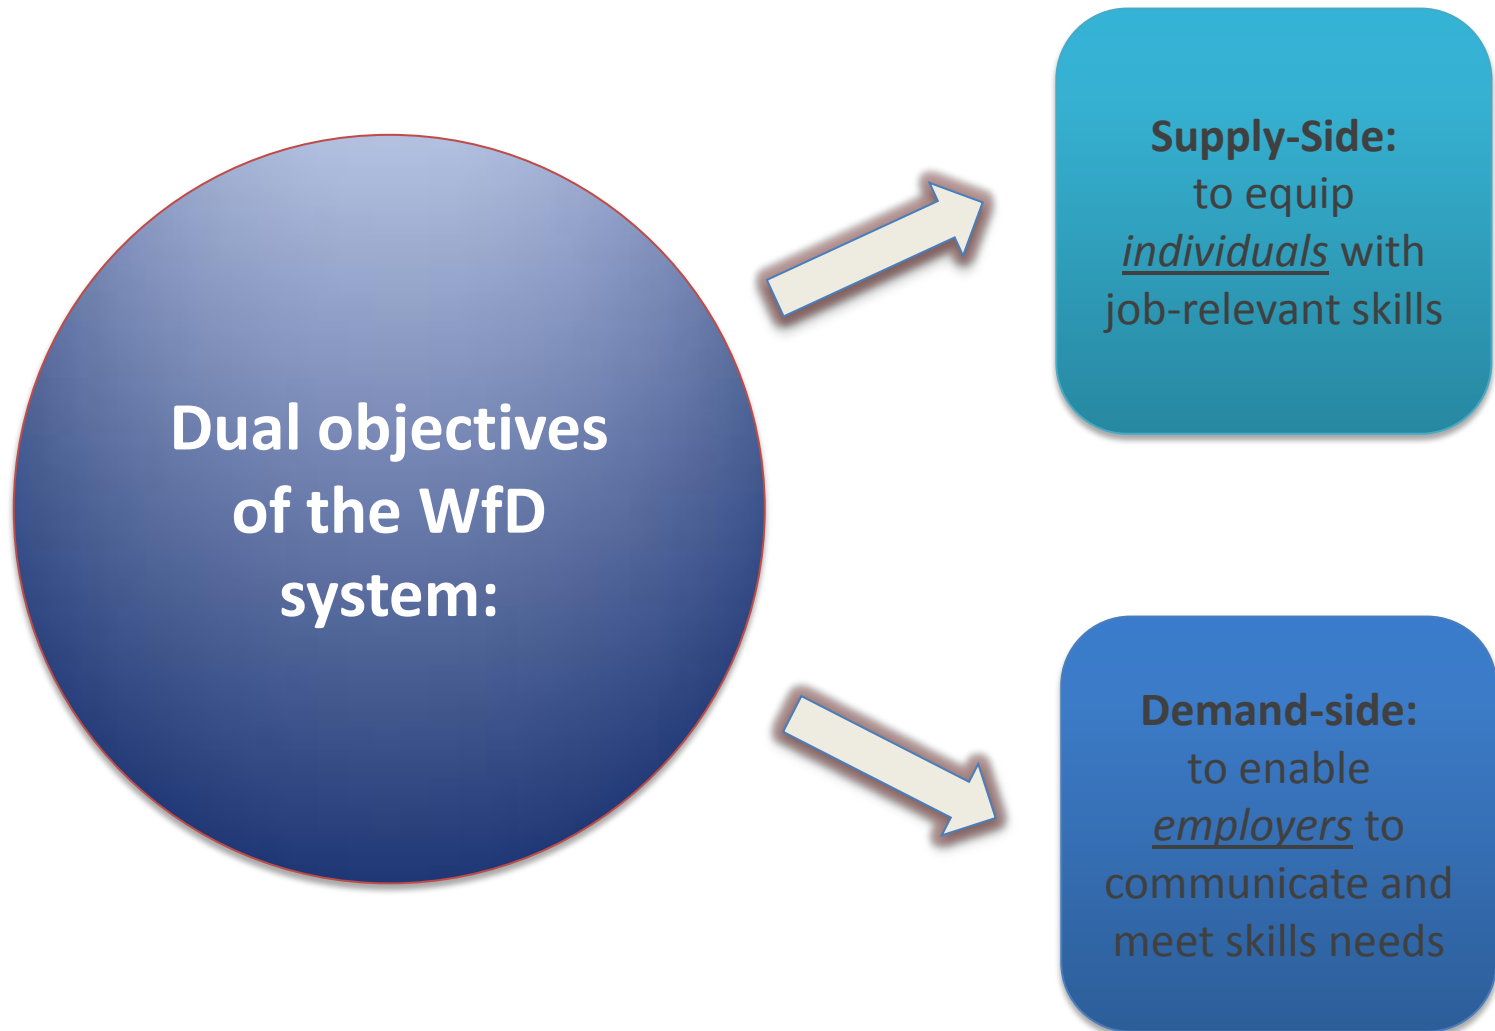 Dual objectives
of the WfD
system:
Supply-Side:
to equip
individuals with
job-relevant skills
Demand-side:
to enable
employers to
communicate and
meet skills needs